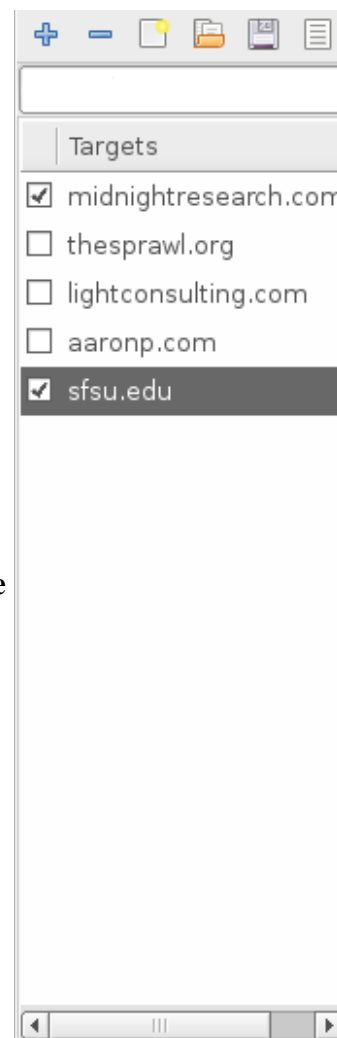 Targets
midnightresearch.com
thesprawl.org
lightconsulting.com
aaronp.com
sfsu.edu
e